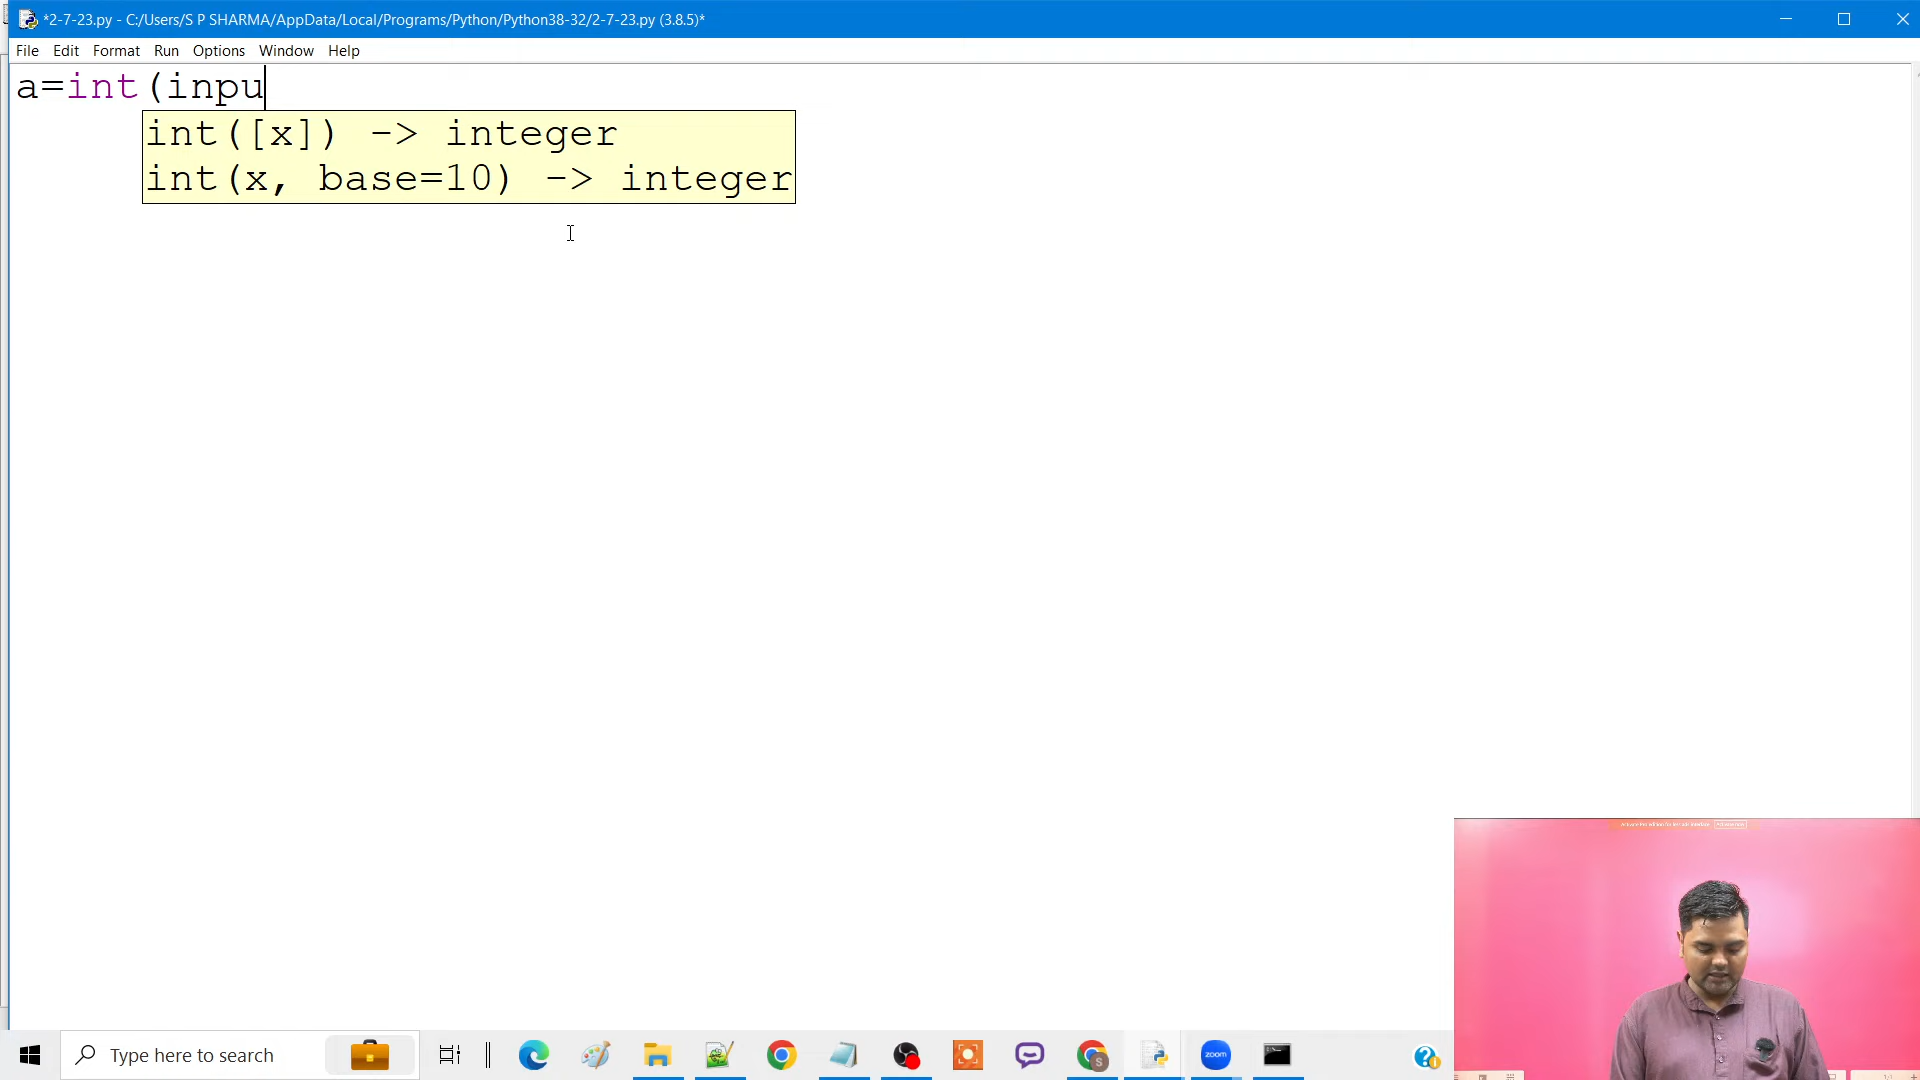 *2-7-23.py - C:/Users/S P SHARMA/AppData/Local/Programs/Python/Python38-32/2-7-23.py (3.8.5)*
File Edit Format Run Options Window Help
a=int(inpu
int([x]) -> integer
int(x, base=10) -> integer
Type here to search
S
zoom